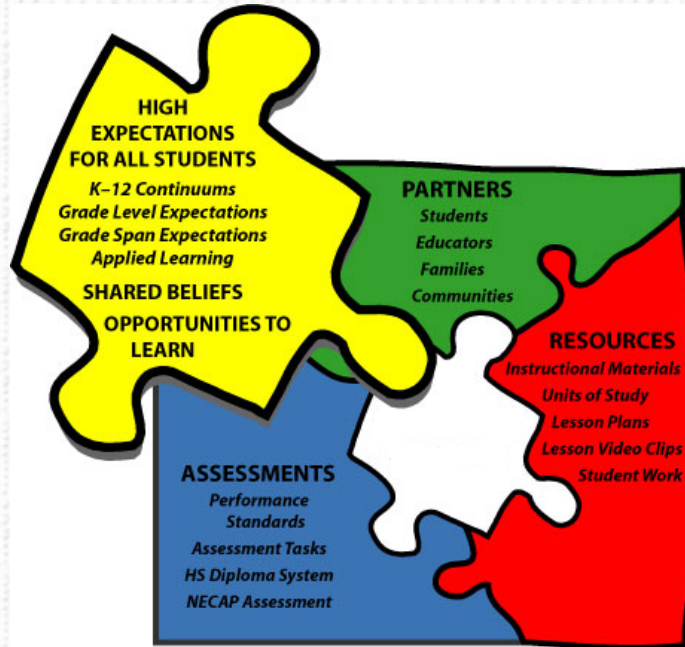 HIGH
EXPECTATIONS
FOR ALL STUDENTS
K–12 Continuums
Grade Level Expectations
Grade Span Expectations
Applied Learning
SHARED BELIEFS
OPPORTUNITIES TO
LEARN
PARTNERS
Students
Educators
Families
Communities
RESOURCES
Instructional Materials
Units of Study
Lesson Plans
Lesson Video Clips
Student Work
ASSESSMENTS
Performance
Standards
Assessment Tasks
HS Diploma System
NECAP Assessment